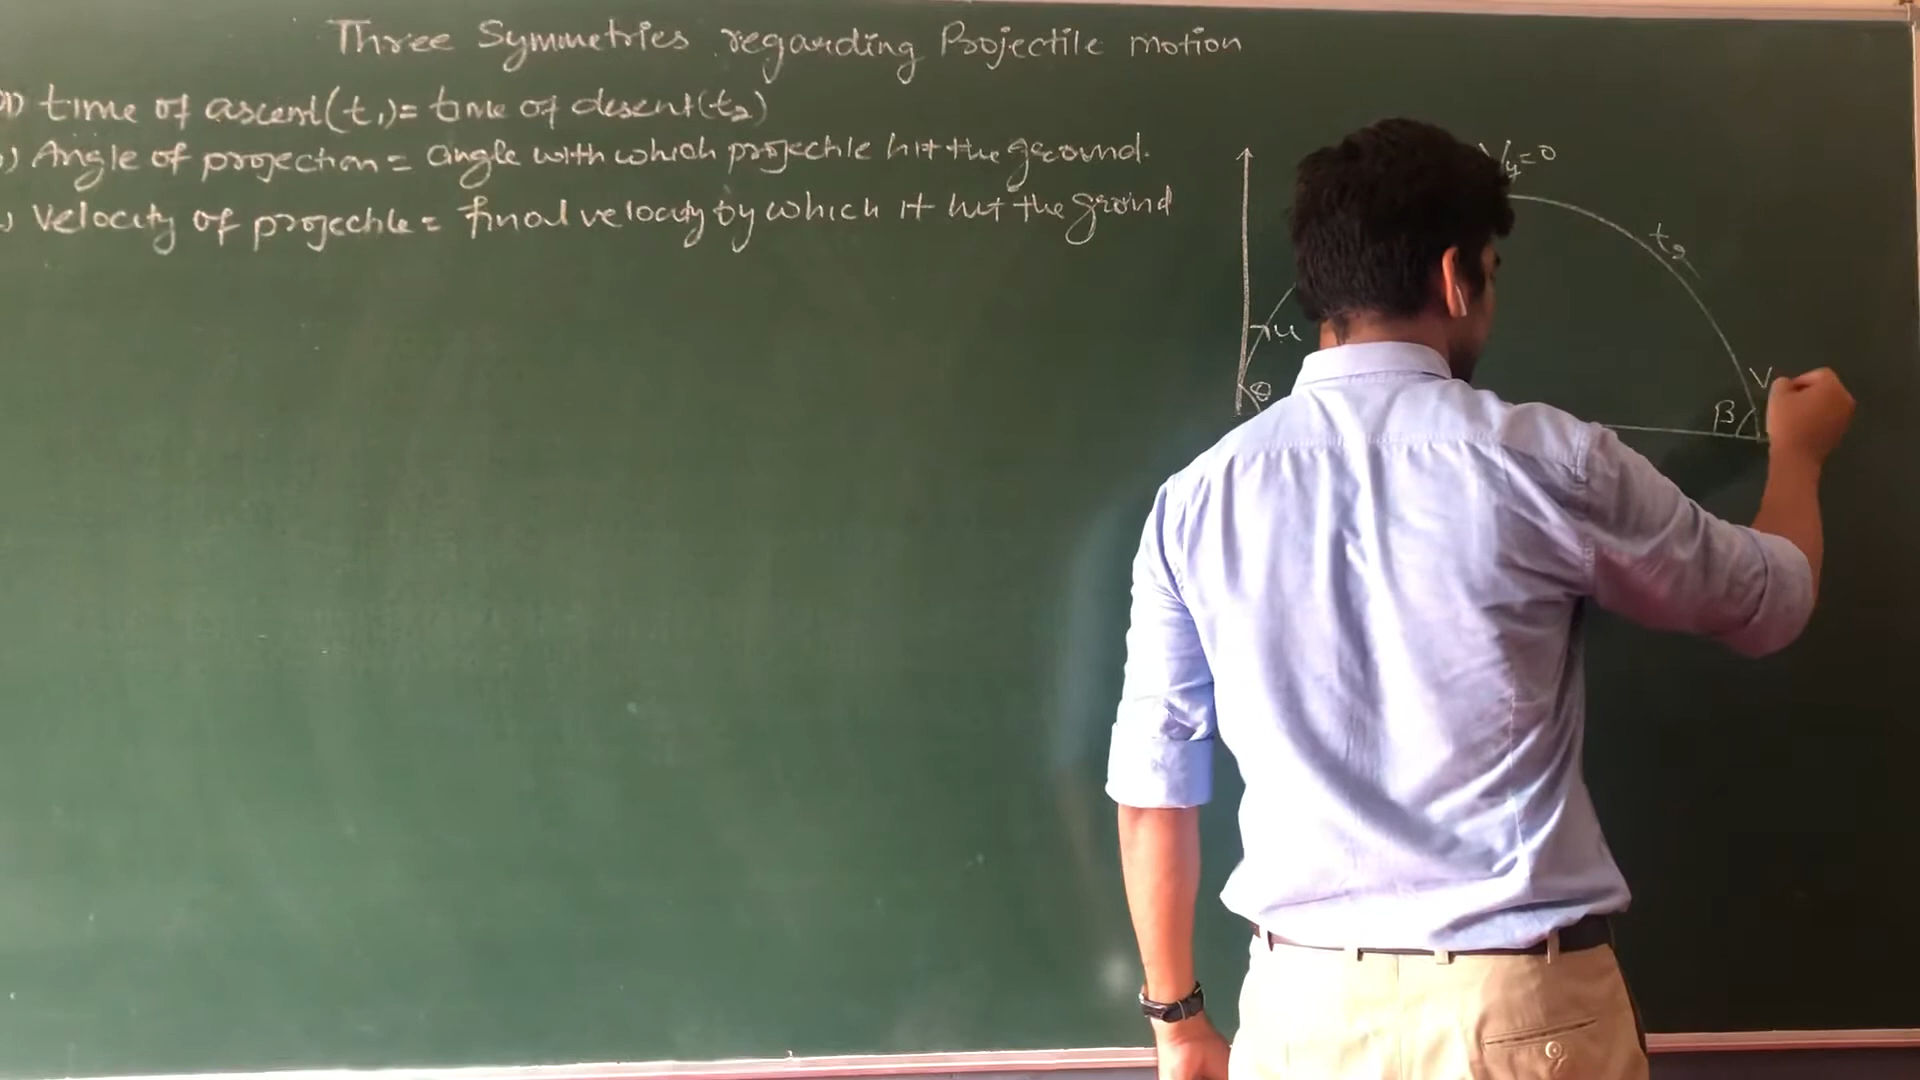 Three Symmetries regarding Projectile motion
1) time of ascent(t₁)= time of desent(t₂)
) Angle of projection = angle with which projectile hit the ground.
) Velocity of projectile = final velocity by which it hit the ground
Vy=0
t₂
u
V
θ
β